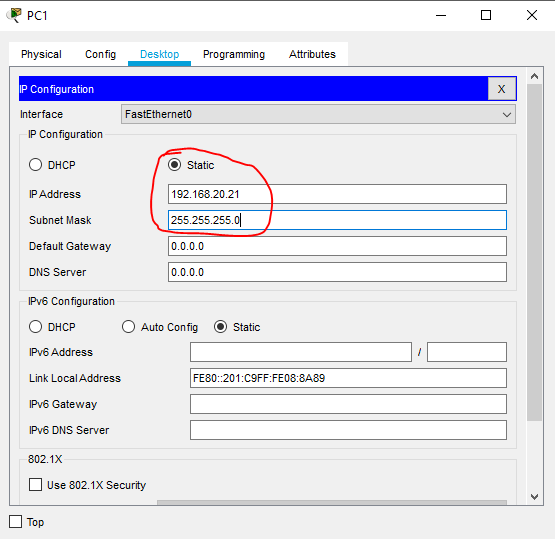 PC1
Physical Config Desktop Programming Attributes
IP Configuration X
Interface FastEthernet0
IP Configuration
DHCP Static
IP Address 192.168.20.21
Subnet Mask 255.255.255.0
Default Gateway 0.0.0.0
DNS Server 0.0.0.0
IPv6 Configuration
DHCP Auto Config Static
IPv6 Address /
Link Local Address FE80::201:C9FF:FE08:8A89
IPv6 Gateway
IPv6 DNS Server
802.1X
Use 802.1X Security
Top